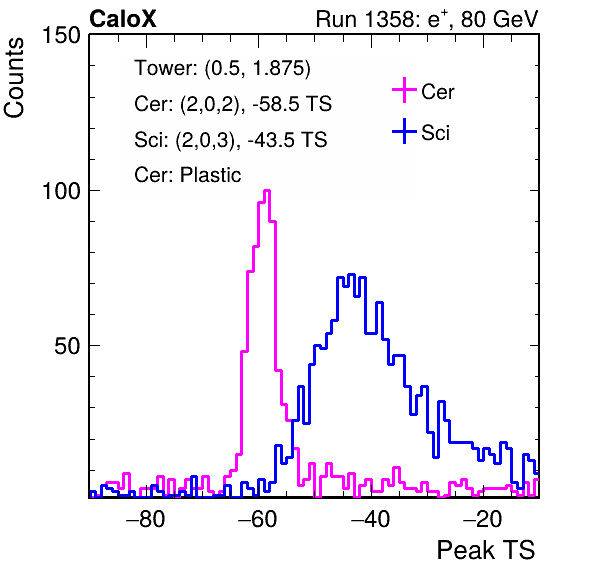 CaloX Run 1358: e⁺, 80 GeV
Counts
150
100
50
Tower: (0.5, 1.875)
Cer: (2,0,2), -58.5 TS
Sci: (2,0,3), -43.5 TS
Cer: Plastic
Cer
Sci
−80 −60 −40 −20
Peak TS